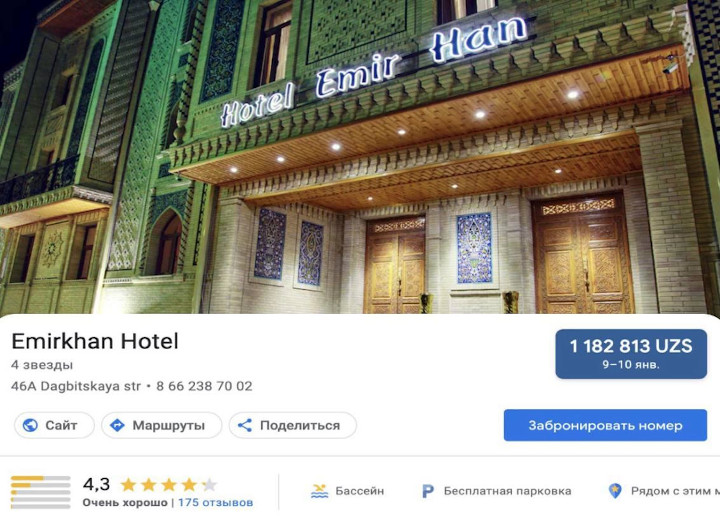 Hotel Emir Han
Emirkhan Hotel
4 звезды
46A Dagbitskaya str • 8 66 238 70 02
1 182 813 UZS
9–10 янв.
Сайт
Маршруты
Поделиться
Забронировать номер
4,3
Очень хорошо | 175 отзывов
Бассейн
Бесплатная парковка
Рядом с этим